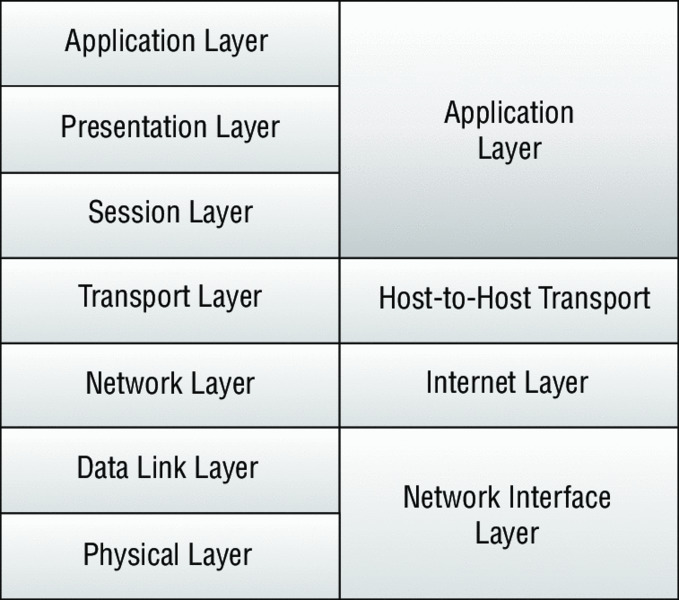 Application Layer
Presentation Layer
Session Layer
Transport Layer
Network Layer
Data Link Layer
Physical Layer
Application
Layer
Host-to-Host Transport
Internet Layer
Network Interface
Layer